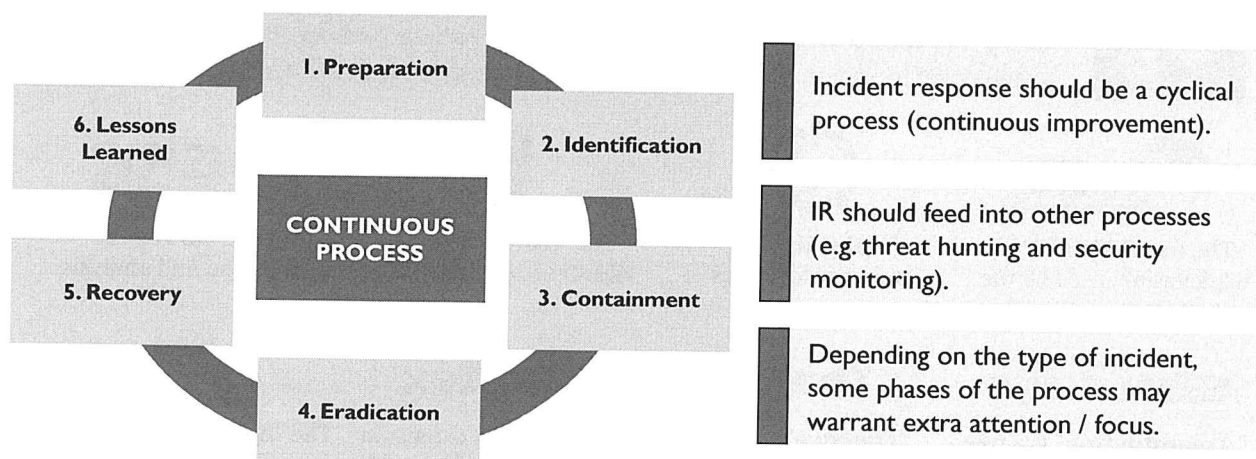 1. Preparation
2. Identification
3. Containment
4. Eradication
5. Recovery
6. Lessons
Learned
CONTINUOUS
PROCESS
Incident response should be a cyclical
process (continuous improvement).
IR should feed into other processes
(e.g. threat hunting and security
monitoring).
Depending on the type of incident,
some phases of the process may
warrant extra attention / focus.